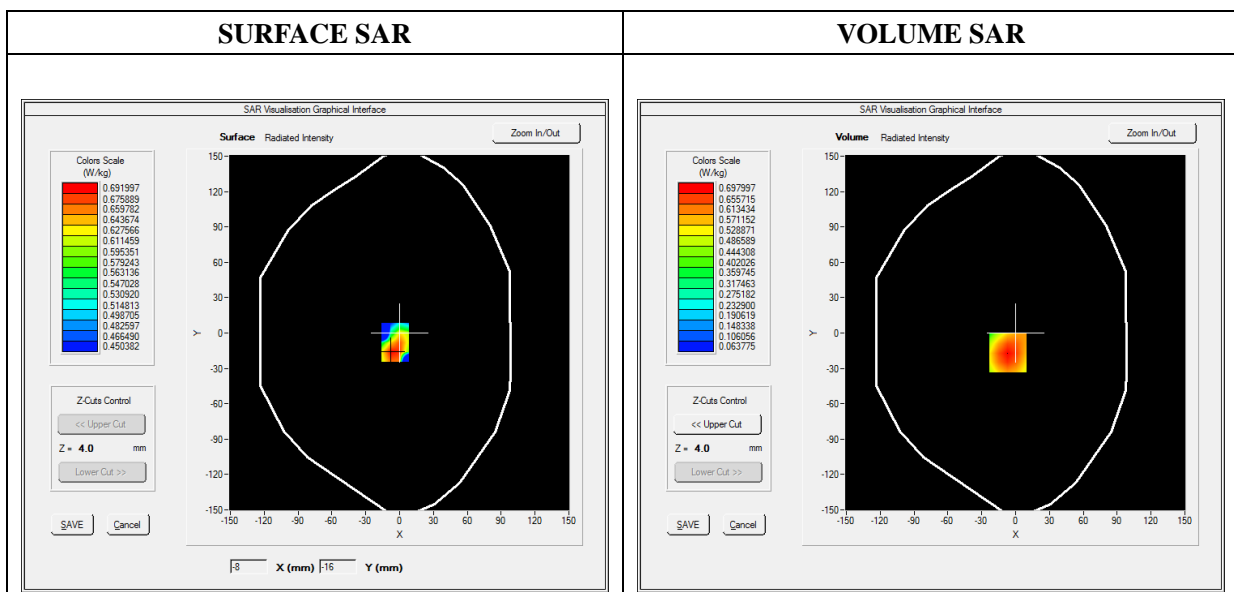 SURFACE SAR
VOLUME SAR
SAR Visualisation Graphical Interface
Surface Radiated Intensity
Zoom In/Out
Colors Scale
(W/kg)
0.691997
0.675889
0.659782
0.643674
0.627566
0.611459
0.595351
0.579243
0.563136
0.547028
0.530920
0.514813
0.498705
0.482597
0.466490
0.450382
Z-Cuts Control
<< Upper Cut
Z = 4.0 mm
Lower Cut >>
SAVE Cancel
150
120
90
60
30
0
-30
-60
-90
-120
-150
Y
-150 -120 -90 -60 -30 0 30 60 90 120 150
X
-8 X (mm) -16 Y (mm)
SAR Visualisation Graphical Interface
Volume Radiated Intensity
Zoom In/Out
Colors Scale
(W/kg)
0.697997
0.655715
0.613434
0.571152
0.528871
0.486589
0.444308
0.402026
0.359745
0.317463
0.275182
0.232900
0.190619
0.148338
0.106056
0.063775
Z-Cuts Control
<< Upper Cut
Z = 4.0 mm
Lower Cut >>
SAVE Cancel
150
120
90
60
30
0
-30
-60
-90
-120
-150
Y
-150 -120 -90 -60 -30 0 30 60 90 120 150
X